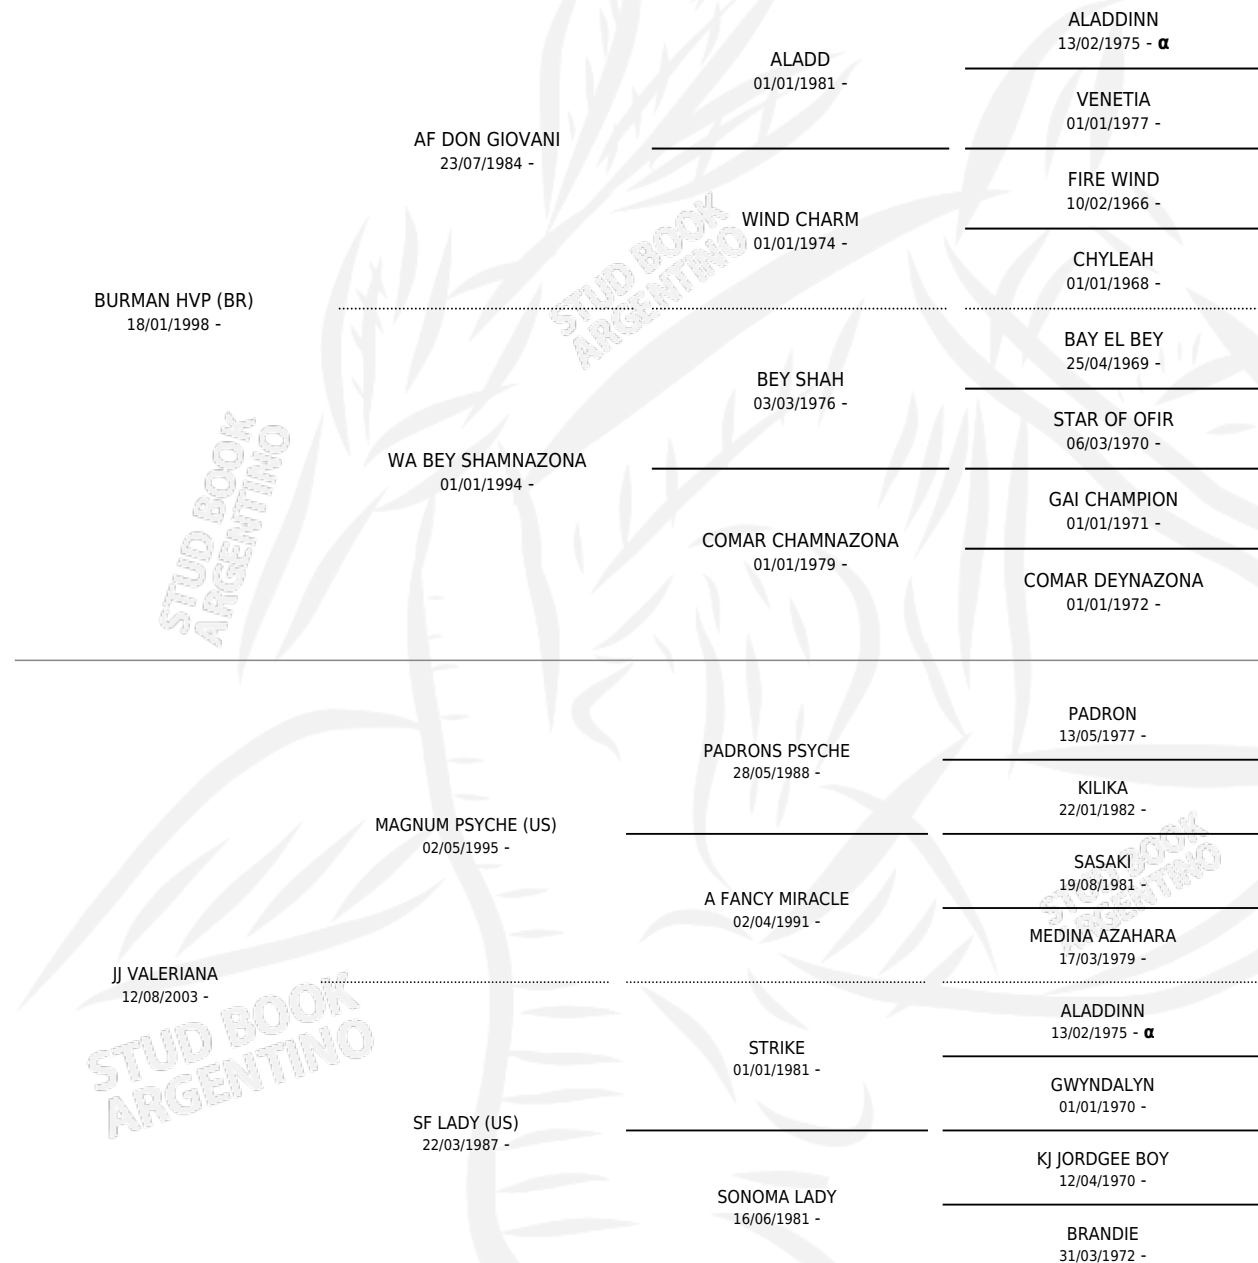 ALADDINN
13/02/1975 - α
ALADD
01/01/1981 -
VENETIA
01/01/1977 -
AF DON GIOVANI
23/07/1984 -
FIRE WIND
10/02/1966 -
WIND CHARM
01/01/1974 -
CHYLEAH
01/01/1968 -
BURMAN HVP (BR)
18/01/1998 -
STUD BOOK
ARGENTINO
BAY EL BEY
25/04/1969 -
BEY SHAH
03/03/1976 -
STAR OF OFIR
06/03/1970 -
WA BEY SHAMNAZONA
01/01/1994 -
GAI CHAMPION
01/01/1971 -
COMAR CHAMNAZONA
01/01/1979 -
COMAR DEYNAZONA
01/01/1972 -
STUD BOOK
ARGENTINO
PADRON
13/05/1977 -
PADRONS PSYCHE
28/05/1988 -
KILIKA
22/01/1982 -
MAGNUM PSYCHE (US)
02/05/1995 -
SASAKI
19/08/1981 -
A FANCY MIRACLE
02/04/1991 -
MEDINA AZAHARA
17/03/1979 -
STUD BOOK
ARGENTINO
JJ VALERIANA
12/08/2003 -
STUD BOOK
ARGENTINO
ALADDINN
13/02/1975 - α
STRIKE
01/01/1981 -
GWYNDALYN
01/01/1970 -
SF LADY (US)
22/03/1987 -
KJ JORDGEE BOY
12/04/1970 -
SONOMA LADY
16/06/1981 -
BRANDIE
31/03/1972 -